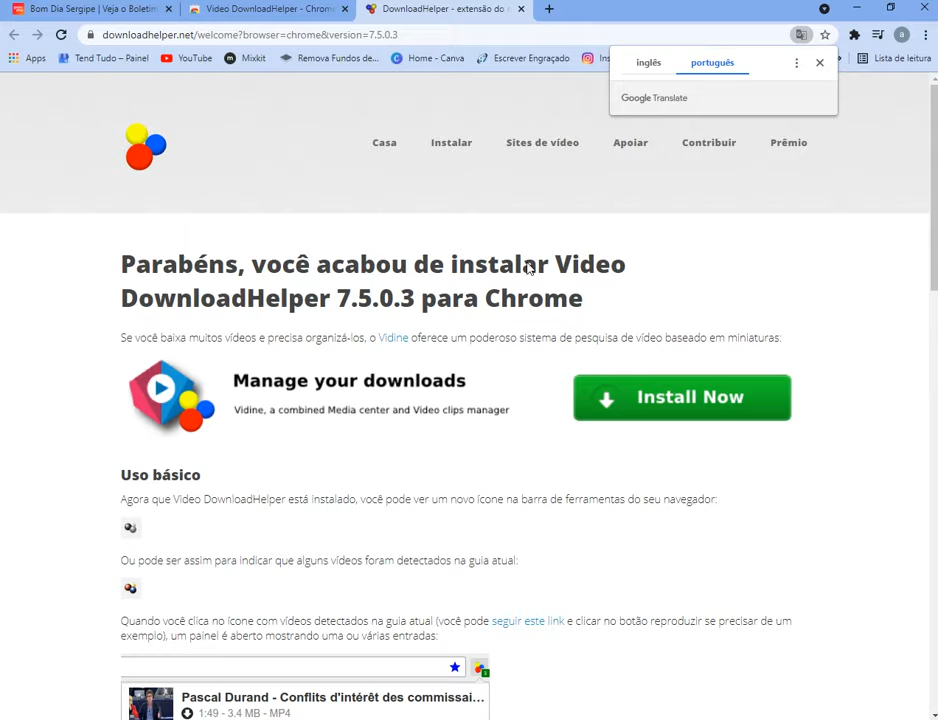 Bom Dia Sergipe | Veja o Boletim
Video DownloadHelper - Chrome
DownloadHelper - extensão do n
downloadhelper.net/welcome?browser=chrome&version=7.5.0.3
a
Apps
Tend Tudo – Painel
YouTube
Mixkit
Remova Fundos de...
Home - Canva
Escrever Engraçado
Ins
Lista de leitura
inglês
português
Google Translate
Casa
Instalar
Sites de vídeo
Apoiar
Contribuir
Prêmio
Parabéns, você acabou de instalar Video
DownloadHelper 7.5.0.3 para Chrome
Se você baixa muitos vídeos e precisa organizá-los, o Vidine oferece um poderoso sistema de pesquisa de vídeo baseado em miniaturas:
Manage your downloads
Vidine, a combined Media center and Video clips manager
Install Now
Uso básico
Agora que Video DownloadHelper está instalado, você pode ver um novo ícone na barra de ferramentas do seu navegador:
Ou pode ser assim para indicar que alguns vídeos foram detectados na guia atual:
Quando você clica no ícone com vídeos detectados na guia atual (você pode seguir este link e clicar no botão reproduzir se precisar de um
exemplo), um painel é aberto mostrando uma ou várias entradas:
Pascal Durand - Conflits d'intérêt des commissai...
1:49 - 3.4 MB - MP4